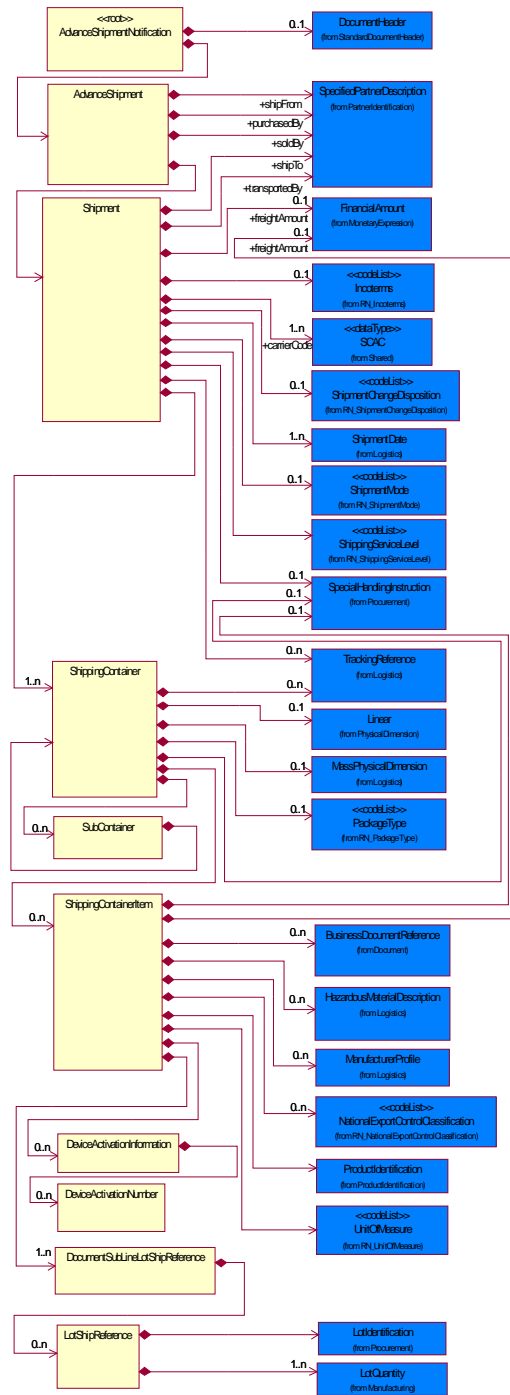 <<root>>
AdvanceShipmentNotification
0..1
DocumentHeader
(from StandardDocumentHeader)
AdvanceShipment
SpecifiedPartnerDescription
(from PartnerIdentification)
+shipFrom
+purchasedBy
+soldBy
+shipTo
+transportedBy
Shipment
0..1
FinancialAmount
(from MonetaryExpression)
+freightAmount
0..1
+freightAmount
0..1
<<codeList>>
Incoterms
(from RN_Incoterms)
1..n
+carrierCode
<<dataType>>
SCAC
(from Shared)
0..1
<<codeList>>
ShipmentChangeDisposition
(from RN_ShipmentChangeDisposition)
1..n
ShipmentDate
(from Logistics)
0..1
<<codeList>>
ShipmentMode
(from RN_ShipmentMode)
<<codeList>>
ShippingServiceLevel
(from RN_ShippingServiceLevel)
0..1
0..1
0..1
SpecialHandlingInstruction
(from Procurement)
0..n
TrackingReference
(from Logistics)
1..n
ShippingContainer
0..n
0..1
Linear
(from PhysicalDimension)
0..1
MassPhysicalDimension
(from Logistics)
0..1
<<codeList>>
PackageType
(from RN_PackageType)
0..n
SubContainer
0..n
ShippingContainerItem
0..n
BusinessDocumentReference
(from Document)
0..n
HazardousMaterialDescription
(from Logistics)
0..n
ManufacturerProfile
(from Logistics)
0..n
<<codeList>>
NationalExportControlClassification
(from RN_NationalExportControlClassification)
0..n
DeviceActivationInformation
ProductIdentification
(from ProductIdentification)
0..n
DeviceActivationNumber
<<codeList>>
UnitOfMeasure
(from RN_UnitOfMeasure)
1..n
DocumentSubLineLotShipReference
0..n
LotShipReference
LotIdentification
(from Procurement)
1..n
LotQuantity
(from Manufacturing)